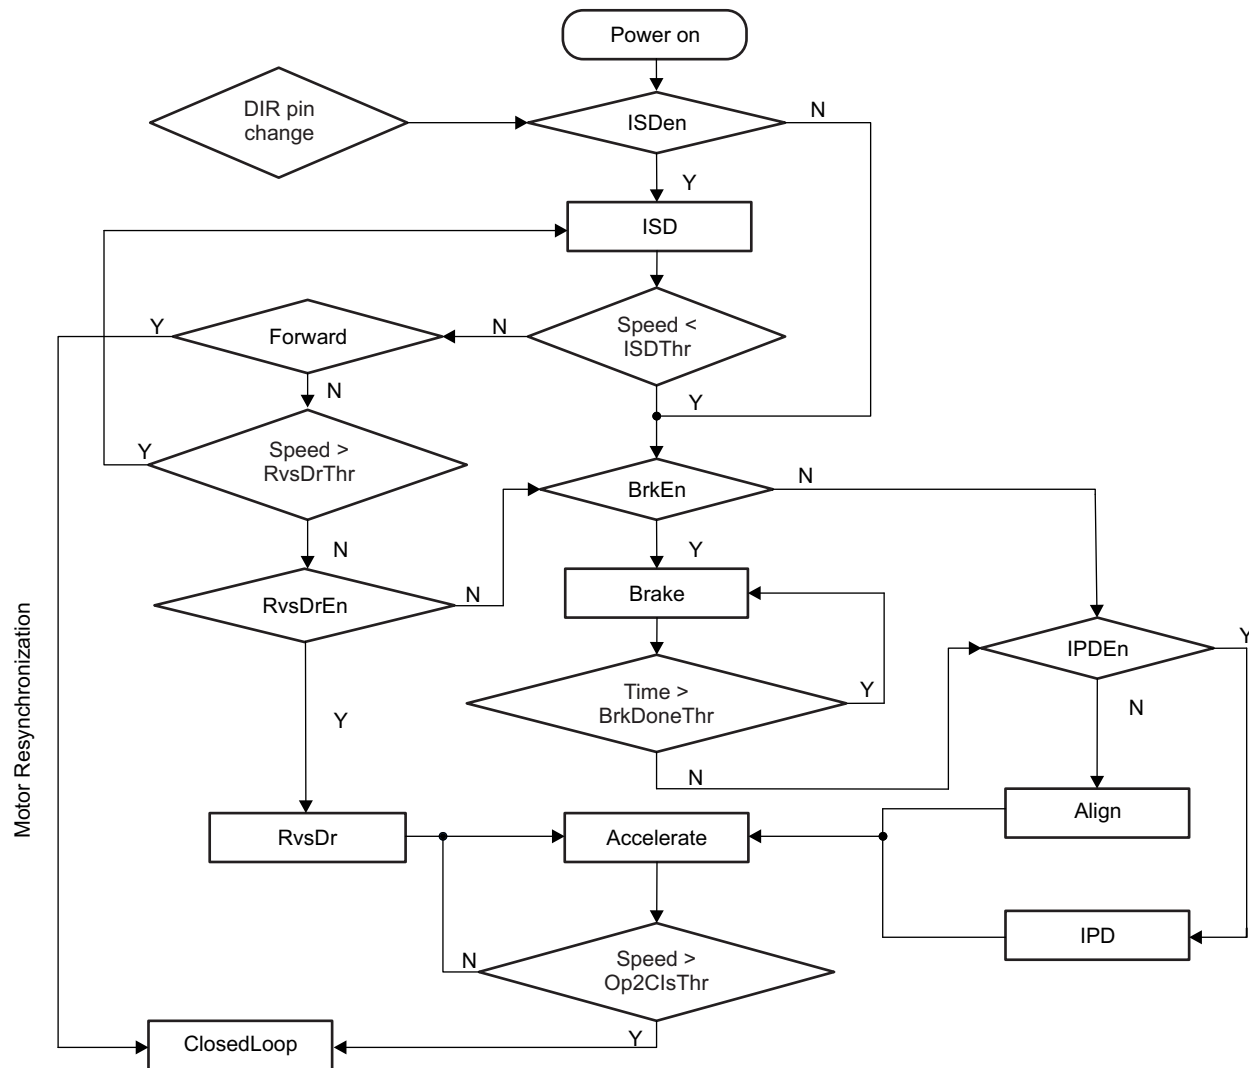 Power on
DIR pin
change
ISDen
N
Y
ISD
Speed <
ISDThr
N
Forward
Y
Y
N
Speed >
RvsDrThr
Y
N
BrkEn
N
Y
RvsDrEn
N
Brake
IPDEn
Y
Time >
BrkDoneThr
Y
N
Y
N
Align
RvsDr
Accelerate
IPD
Speed >
Op2ClsThr
N
Y
ClosedLoop
Motor Resynchronization